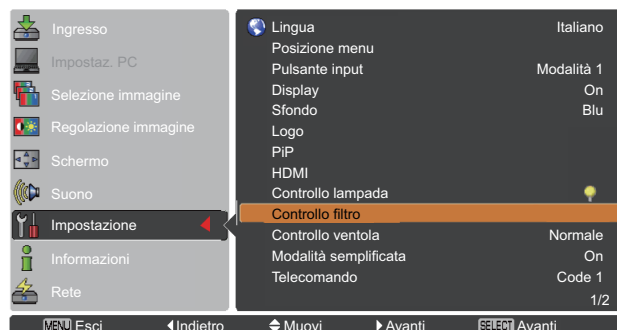 Ingresso
Impostaz. PC
Selezione immagine
Regolazione immagine
Schermo
Suono
Impostazione
Informazioni
Rete
Lingua Italiano
Posizione menu
Pulsante input Modalità 1
Display On
Sfondo Blu
Logo
PiP
HDMI
Controllo lampada
Controllo filtro
Controllo ventola Normale
Modalità semplificata On
Telecomando Code 1
1/2
MENU Esci Indietro Muovi Avanti SELECT Avanti